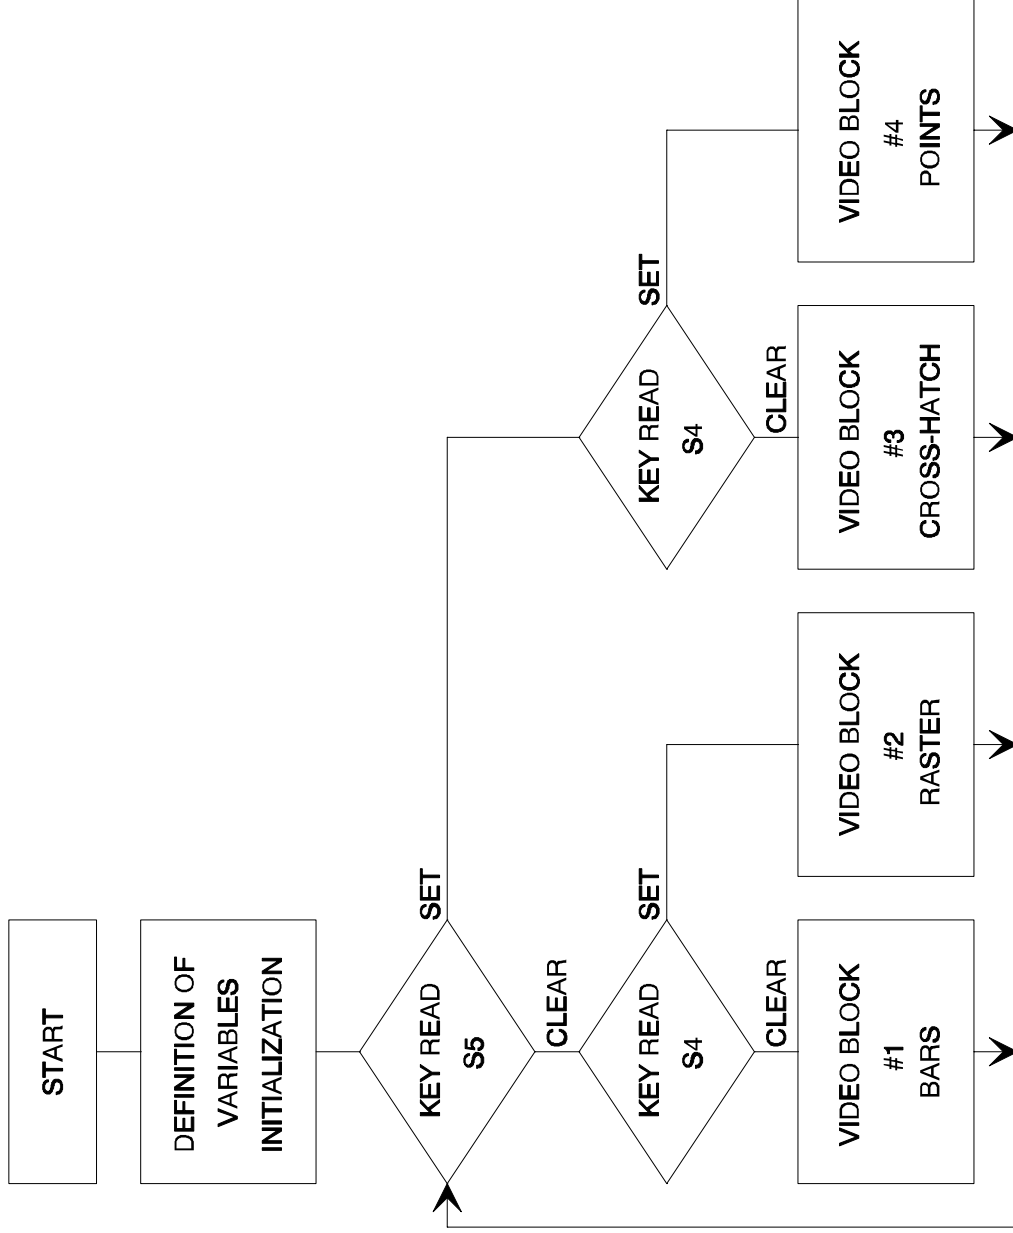 START
DEFINITION OF
VARIABLES
INITIALIZATION
KEY READ
S5
SET
CLEAR
KEY READ
S4
SET
CLEAR
KEY READ
S4
SET
CLEAR
VIDEO BLOCK
#1
BARS
VIDEO BLOCK
#2
RASTER
VIDEO BLOCK
#3
CROSS-HATCH
VIDEO BLOCK
#4
POINTS